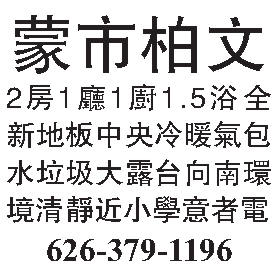 蒙市柏文
2房1廳1廚1.5浴全
新地板中央冷暖氣包
水垃圾大露台向南環
境清靜近小學意者電
626-379-1196